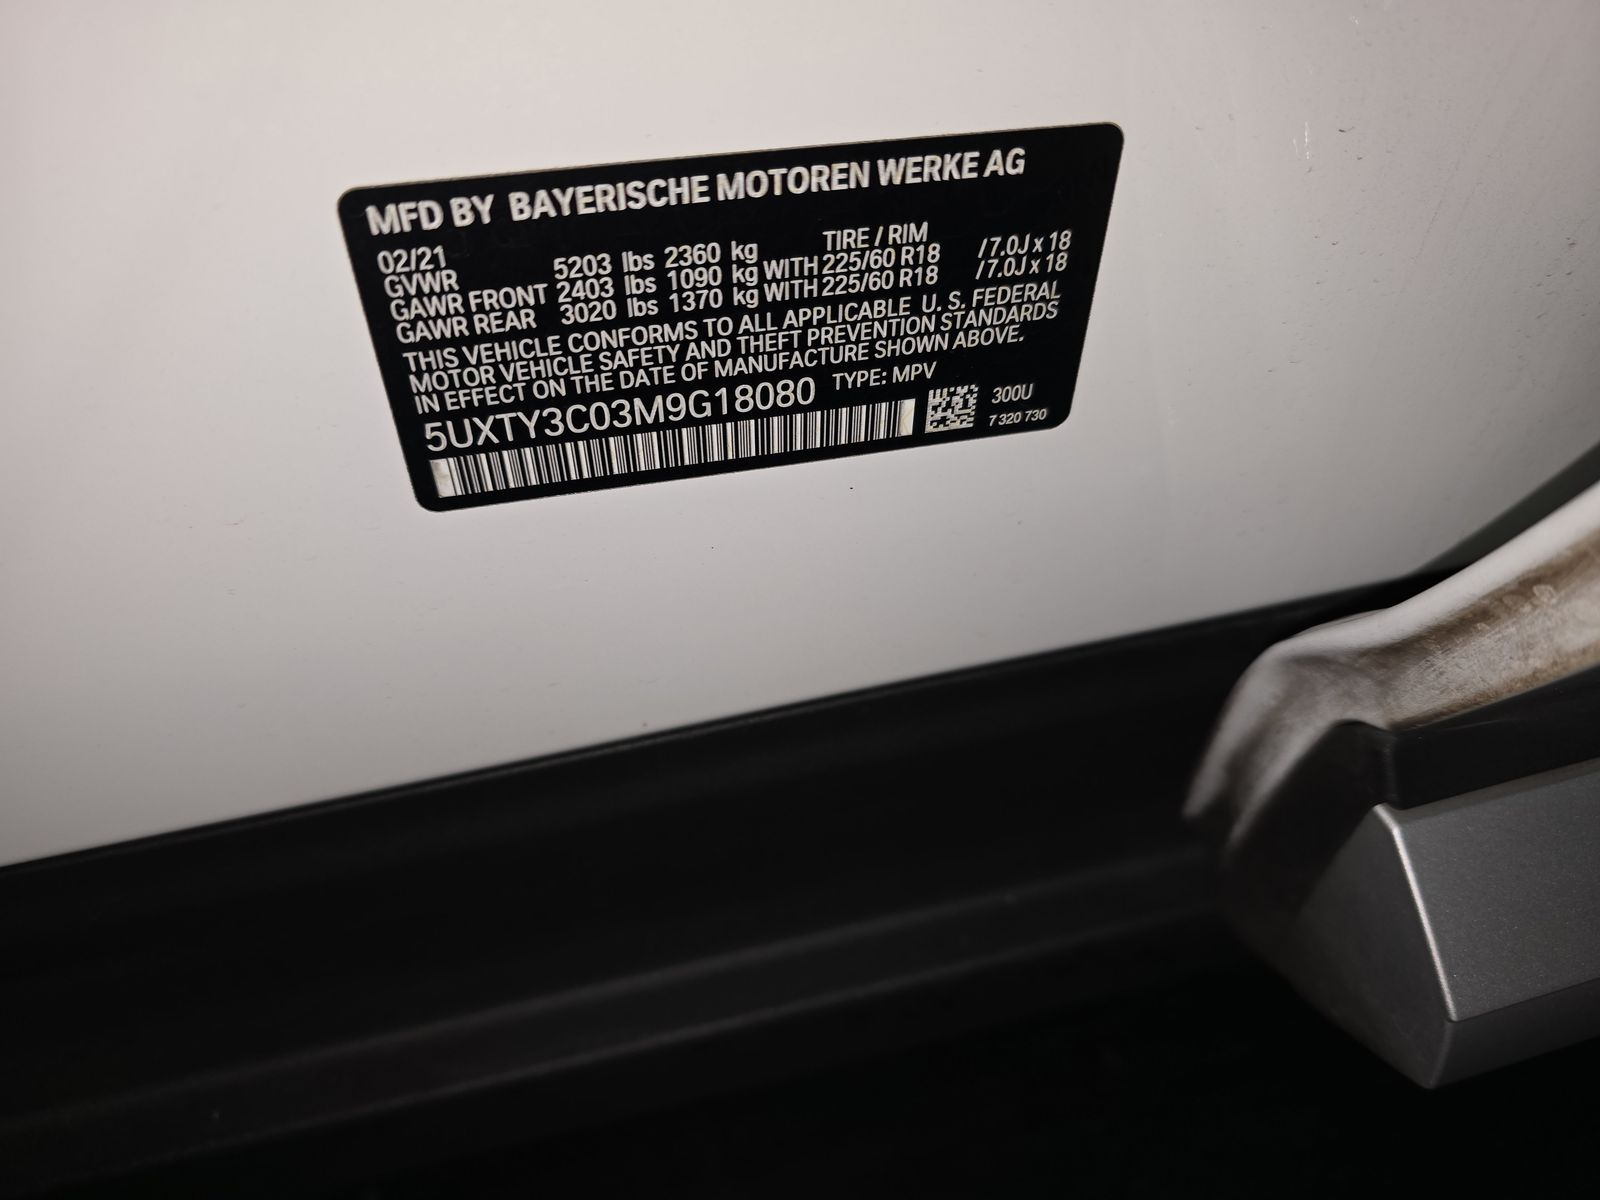 MFD BY BAYERISCHE MOTOREN WERKE AG
02/21 TIRE / RIM
GVWR 5203 lbs 2360 kg
GAWR FRONT 2403 lbs 1090 kg WITH 225/60 R18 /7.0J x 18
GAWR REAR 3020 lbs 1370 kg WITH 225/60 R18 /7.0J x 18
THIS VEHICLE CONFORMS TO ALL APPLICABLE U. S. FEDERAL
MOTOR VEHICLE SAFETY AND THEFT PREVENTION STANDARDS
IN EFFECT ON THE DATE OF MANUFACTURE SHOWN ABOVE.
5UXTY3C03M9G18080 TYPE: MPV
300U
7 320 730